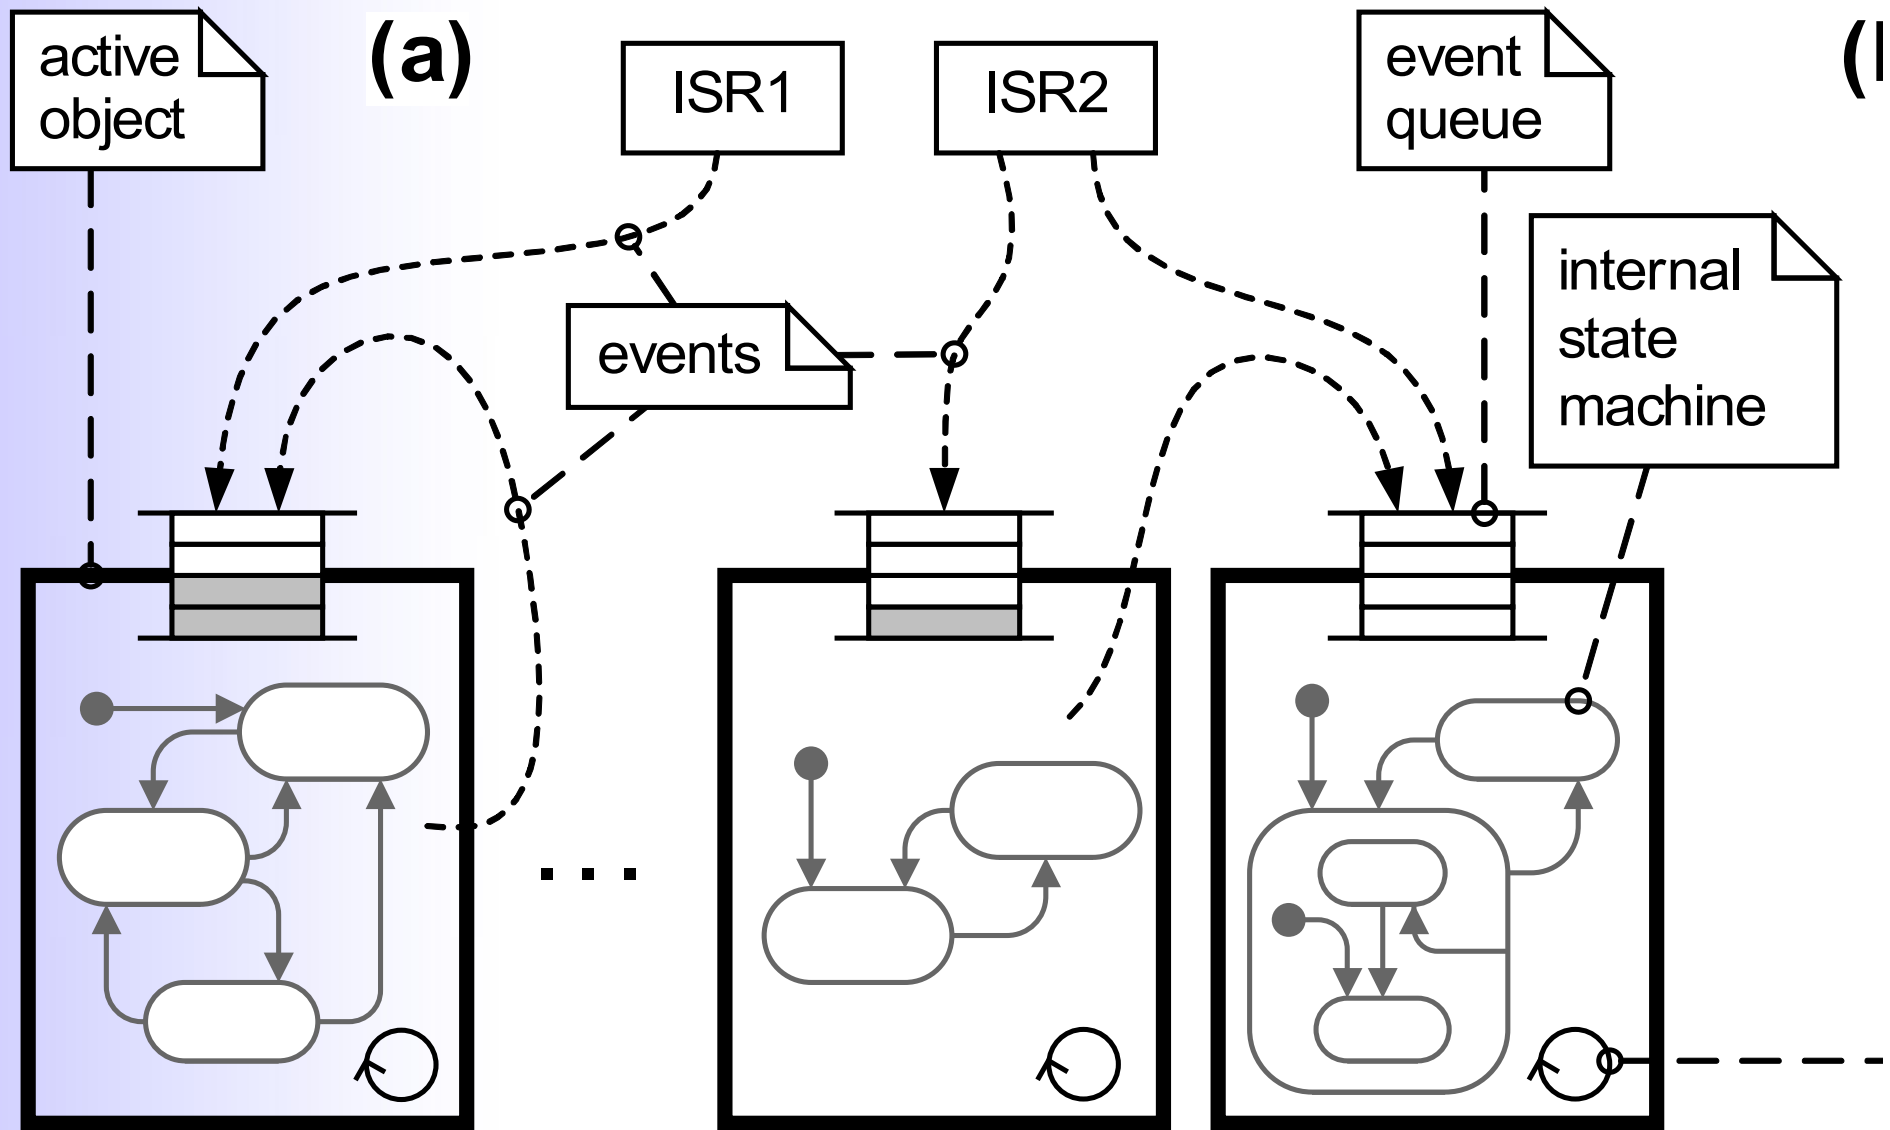 active
object
(a)
ISR1
ISR2
event
queue
internal
state
machine
events